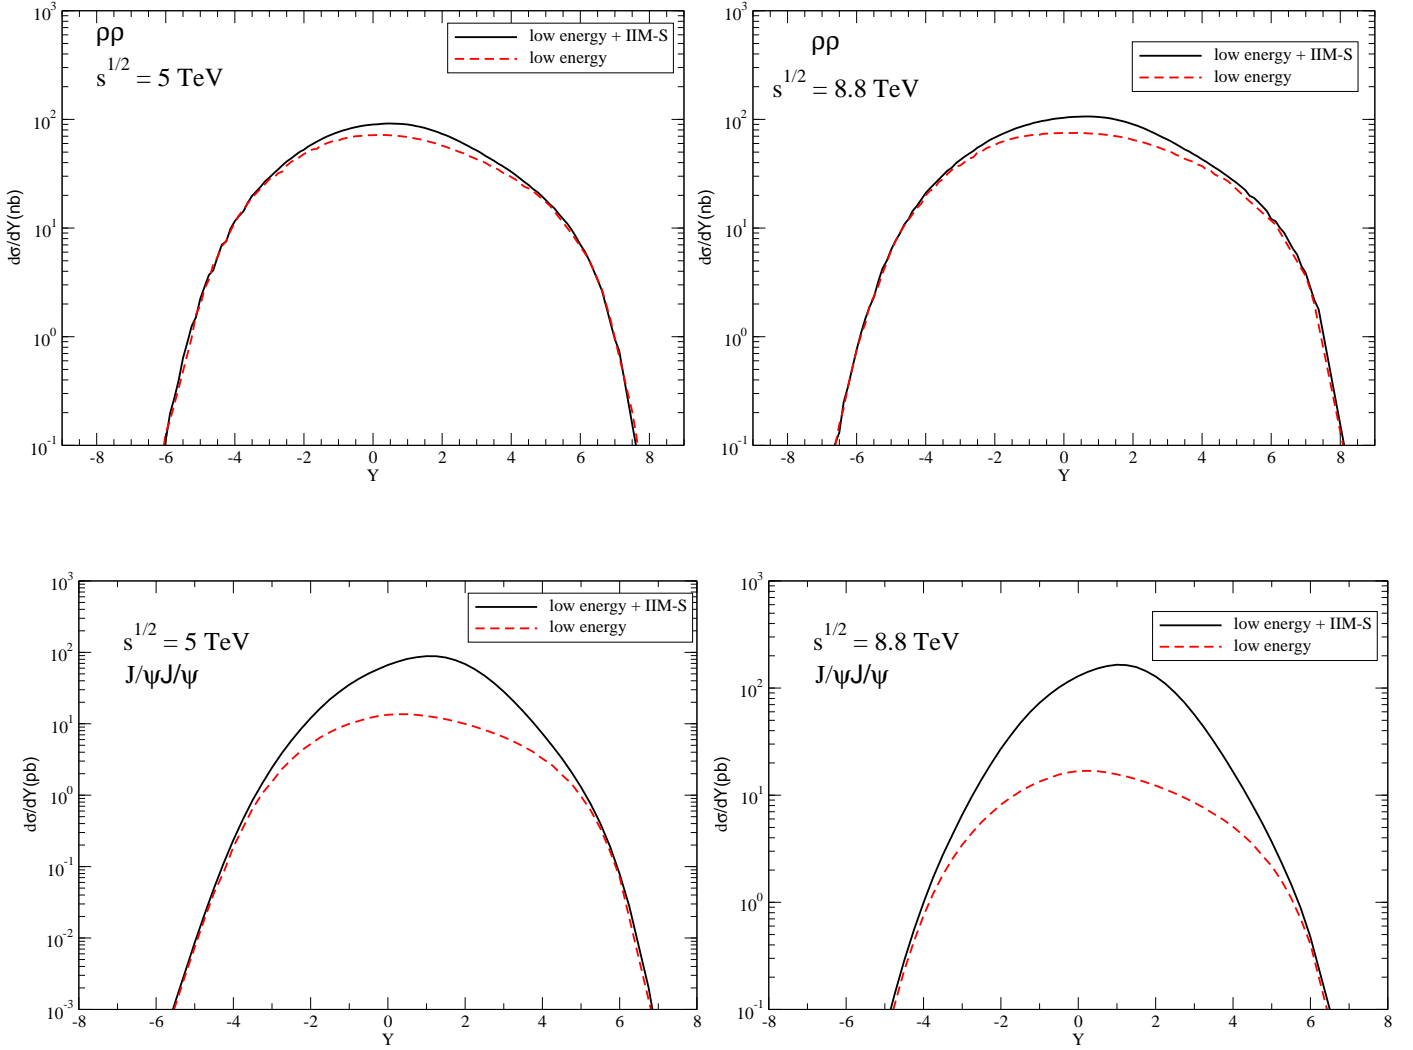 ρρ
s^1/2 = 5 TeV
low energy + IIM-S
low energy
dσ/dY(nb)
10^3
10^2
10^1
10^0
10^-1
-8 -6 -4 -2 0 2 4 6 8
Y
ρρ
s^1/2 = 8.8 TeV
low energy + IIM-S
low energy
dσ/dY(nb)
10^3
10^2
10^1
10^0
10^-1
-8 -6 -4 -2 0 2 4 6 8
Y
s^1/2 = 5 TeV
J/ψJ/ψ
low energy + IIM-S
low energy
dσ/dY(pb)
10^3
10^2
10^1
10^0
10^-1
10^-2
10^-3
-8 -6 -4 -2 0 2 4 6 8
Y
s^1/2 = 8.8 TeV
J/ψJ/ψ
low energy + IIM-S
low energy
dσ/dY(pb)
10^3
10^2
10^1
10^0
10^-1
-8 -6 -4 -2 0 2 4 6 8
Y